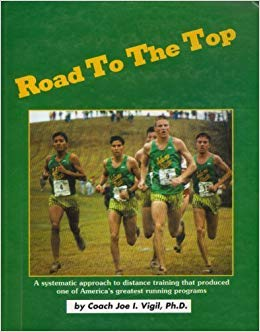 Road To The Top
A systematic approach to distance training that produced
one of America's greatest running programs
by Coach Joe I. Vigil, Ph.D.